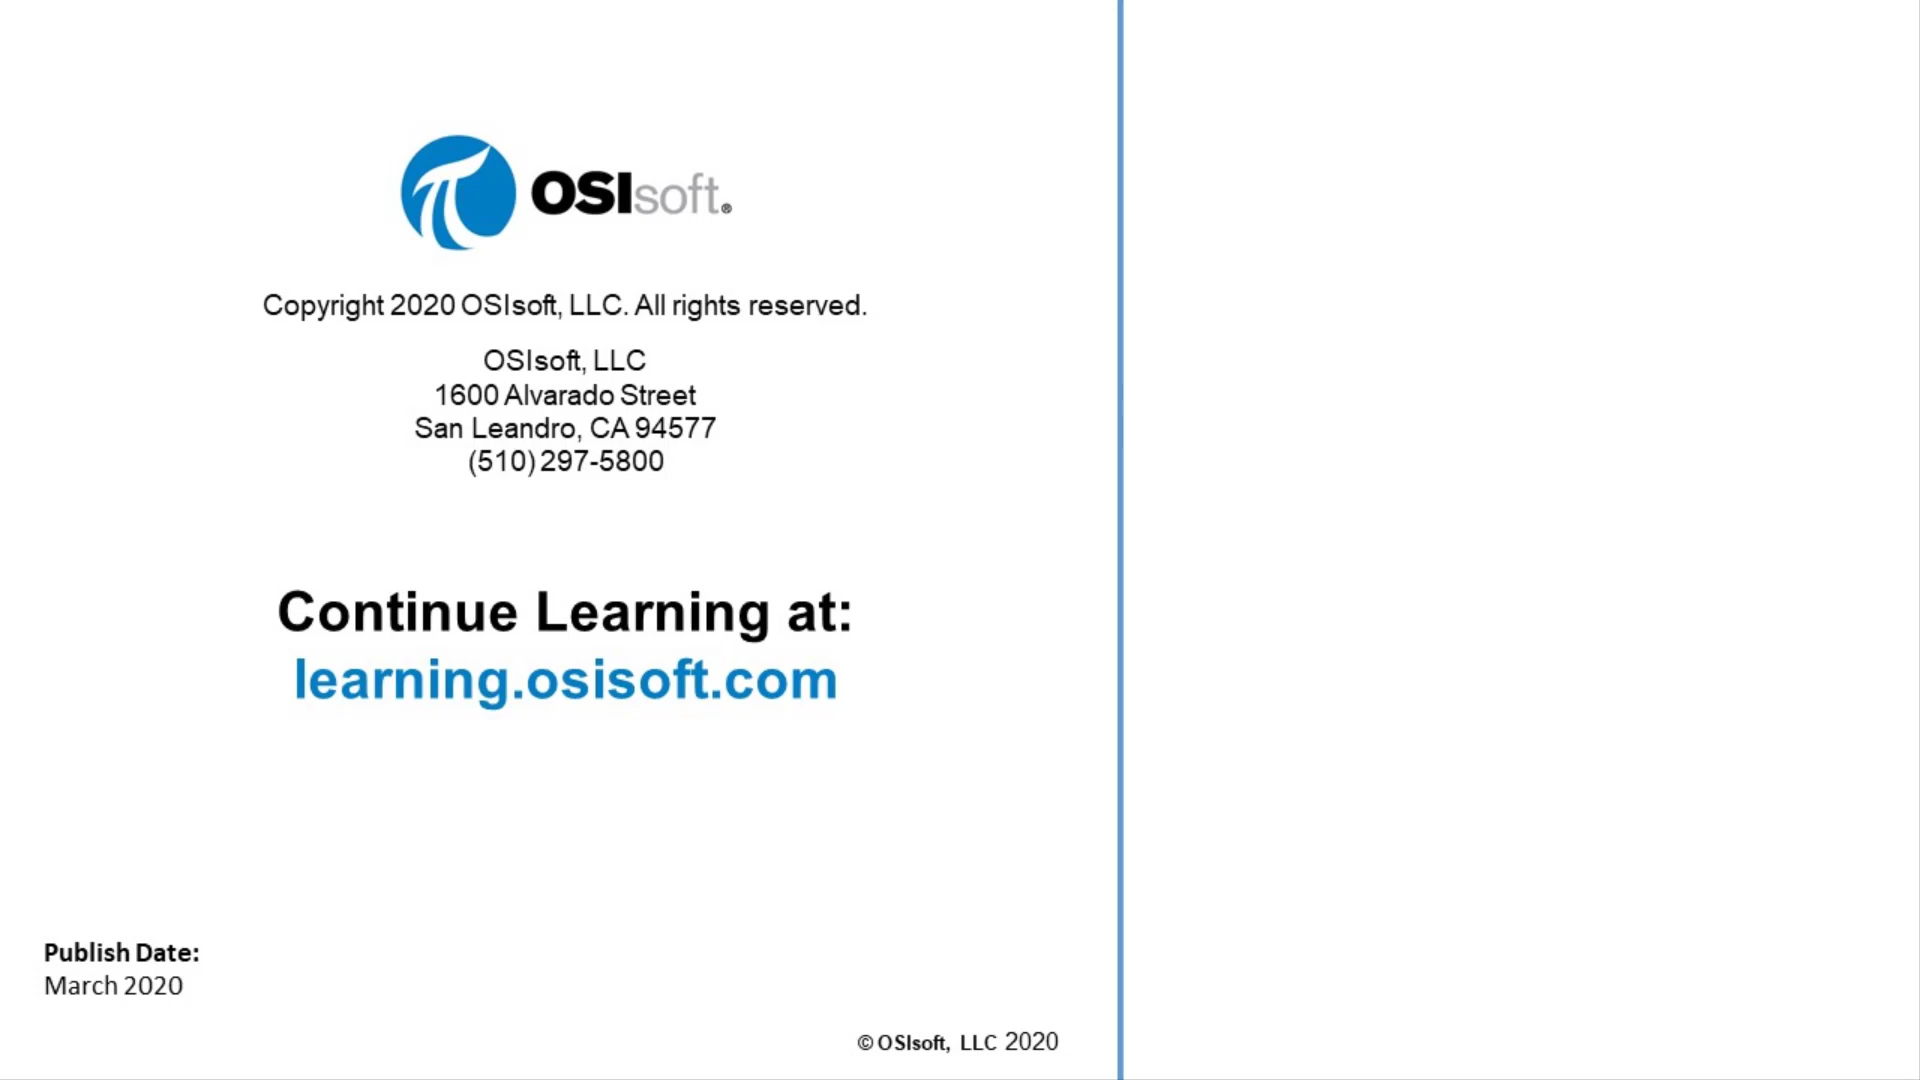 OSIsoft®
Copyright 2020 OSIsoft, LLC. All rights reserved.
OSIsoft, LLC
1600 Alvarado Street
San Leandro, CA 94577
(510) 297-5800
Continue Learning at:
learning.osisoft.com
Publish Date:
March 2020
© OSIsoft, LLC 2020